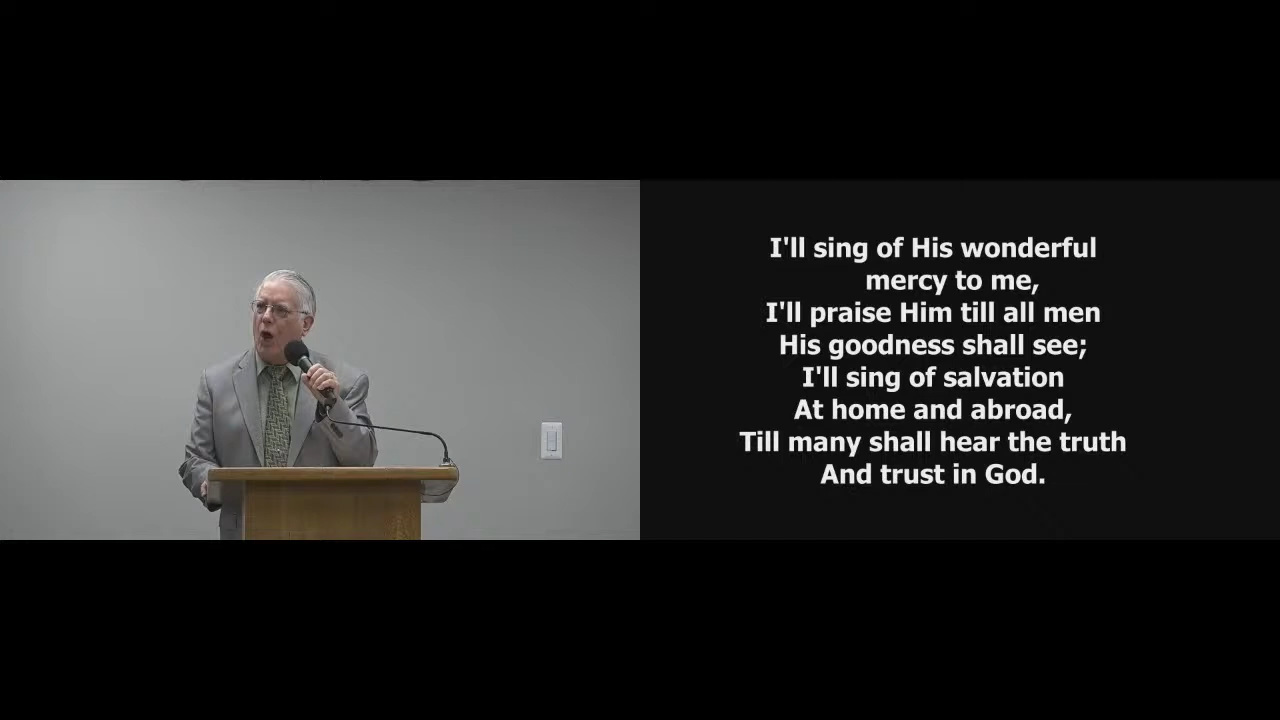 I'll sing of His wonderful
mercy to me,
I'll praise Him till all men
His goodness shall see;
I'll sing of salvation
At home and abroad,
Till many shall hear the truth
And trust in God.